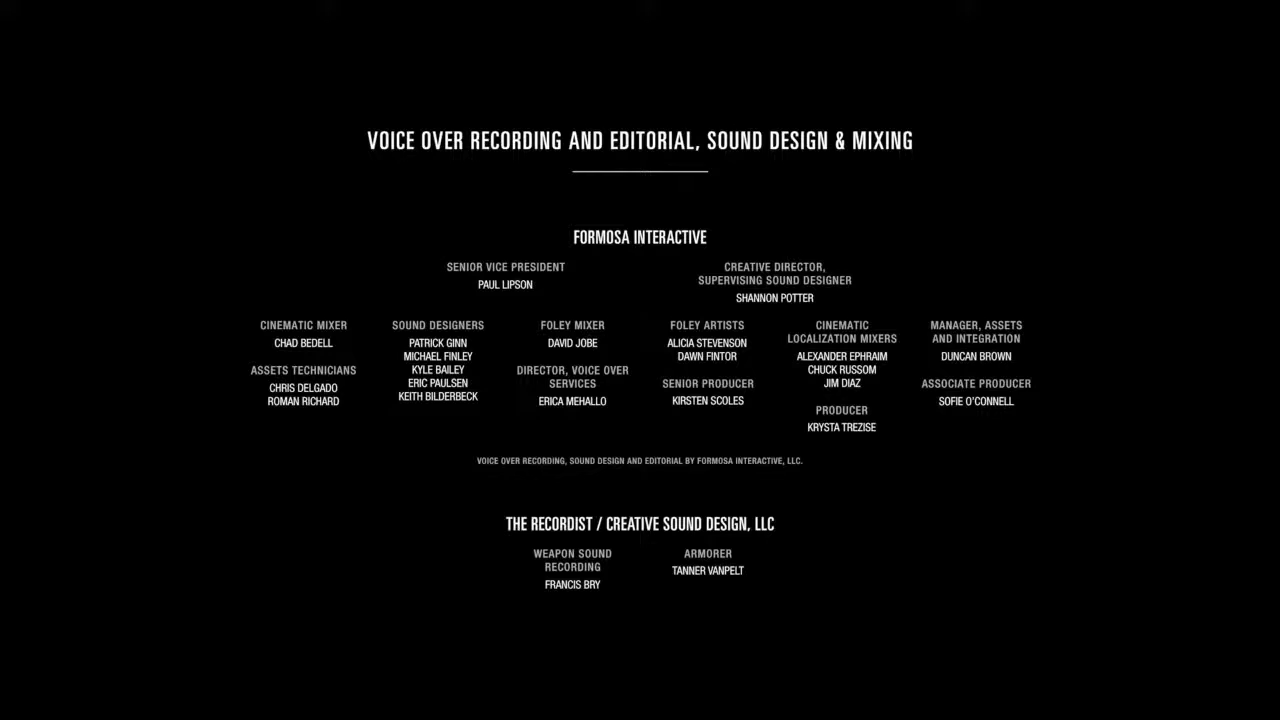 VOICE OVER RECORDING AND EDITORIAL, SOUND DESIGN & MIXING
FORMOSA INTERACTIVE
SENIOR VICE PRESIDENT
PAUL LIPSON
CREATIVE DIRECTOR,
SUPERVISING SOUND DESIGNER
SHANNON POTTER
CINEMATIC MIXER
CHAD BEDELL
ASSETS TECHNICIANS
CHRIS DELGADO
ROMAN RICHARD
SOUND DESIGNERS
PATRICK GINN
MICHAEL FINLEY
KYLE BAILEY
ERIC PAULSEN
KEITH BILDERBECK
FOLEY MIXER
DAVID JOBE
DIRECTOR, VOICE OVER
SERVICES
ERICA MEHALLO
FOLEY ARTISTS
ALICIA STEVENSON
DAWN FINTOR
SENIOR PRODUCER
KIRSTEN SCOLES
CINEMATIC
LOCALIZATION MIXERS
ALEXANDER EPHRAIM
CHUCK RUSSOM
JIM DIAZ
PRODUCER
KRYSTA TREZISE
MANAGER, ASSETS
AND INTEGRATION
DUNCAN BROWN
ASSOCIATE PRODUCER
SOFIE O'CONNELL
VOICE OVER RECORDING, SOUND DESIGN AND EDITORIAL BY FORMOSA INTERACTIVE, LLC.
THE RECORDIST / CREATIVE SOUND DESIGN, LLC
WEAPON SOUND
RECORDING
FRANCIS BRY
ARMORER
TANNER VANPELT